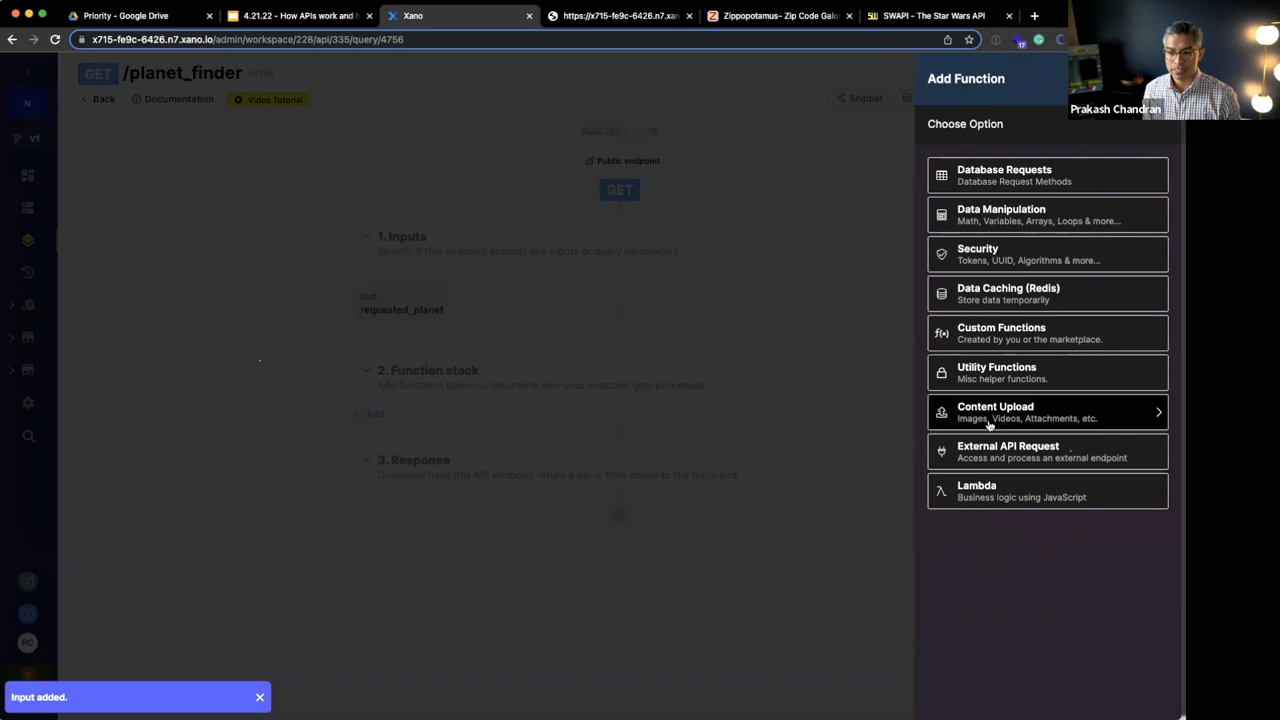 Priority - Google Drive
4.21.22 - How APIs work and h
Xano
https://x715-fe9c-6426.n7.xan
Zippopotamus- Zip Code Galo
SWAPI - The Star Wars API
x715-fe9c-6426.n7.xano.io/admin/workspace/228/api/335/query/4756
17
GET /planet_finder #4756
Back
Documentation
Video Tutorial
Snippet
N
v1
Public endpoint
GET
1. Inputs
Specify if this endpoint accepts any inputs or query parameters
text
requested_planet
2. Function stack
Add functions below to determine how your endpoint gets processed
+ Add
3. Response
Optionally have this API endpoint return a value from above to the front-end
PC
Input added.
Add Function
Prakash Chandran
Choose Option
Database Requests
Database Request Methods
Data Manipulation
Math, Variables, Arrays, Loops & more...
Security
Tokens, UUID, Algorithms & more...
Data Caching (Redis)
Store data temporarily
Custom Functions
Created by you or the marketplace.
Utility Functions
Misc helper functions.
Content Upload
Images, Videos, Attachments, etc.
External API Request
Access and process an external endpoint
Lambda
Business logic using JavaScript